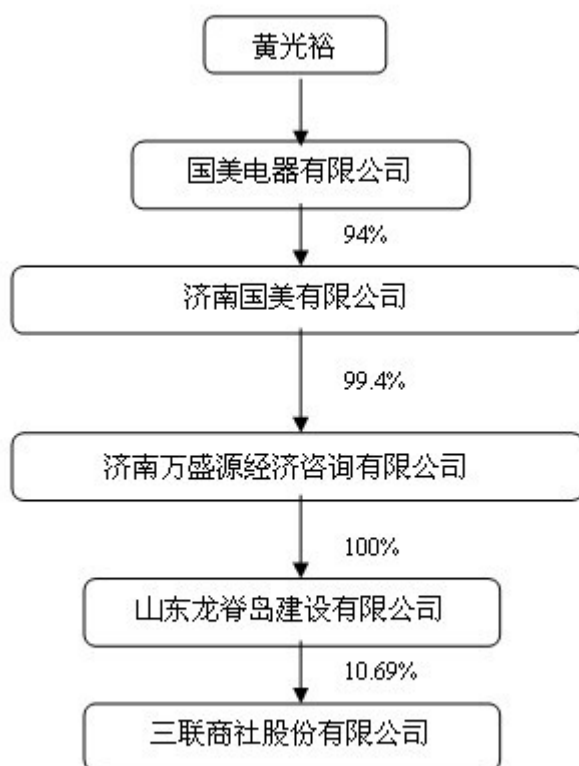 黄光裕
国美电器有限公司
94%
济南国美有限公司
99.4%
济南万盛源经济咨询有限公司
100%
山东龙脊岛建设有限公司
10.69%
三联商社股份有限公司